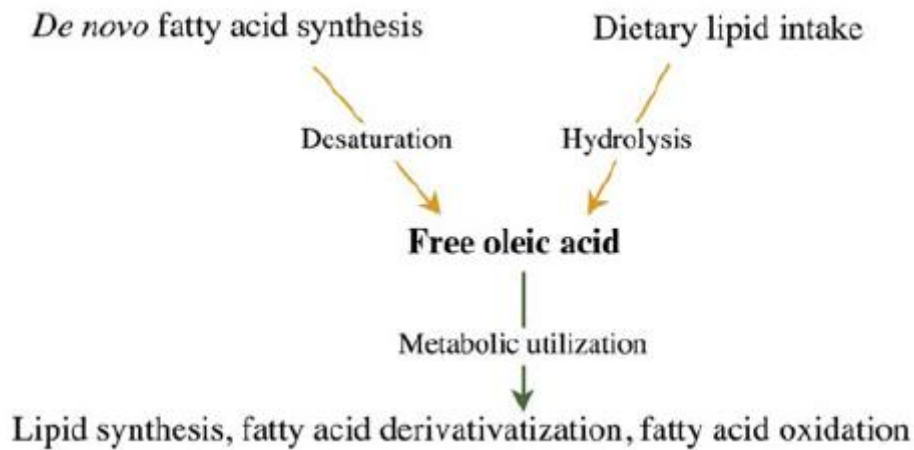 De novo fatty acid synthesis
Dietary lipid intake
Desaturation
Hydrolysis
Free oleic acid
Metabolic utilization
Lipid synthesis, fatty acid derivativatization, fatty acid oxidation